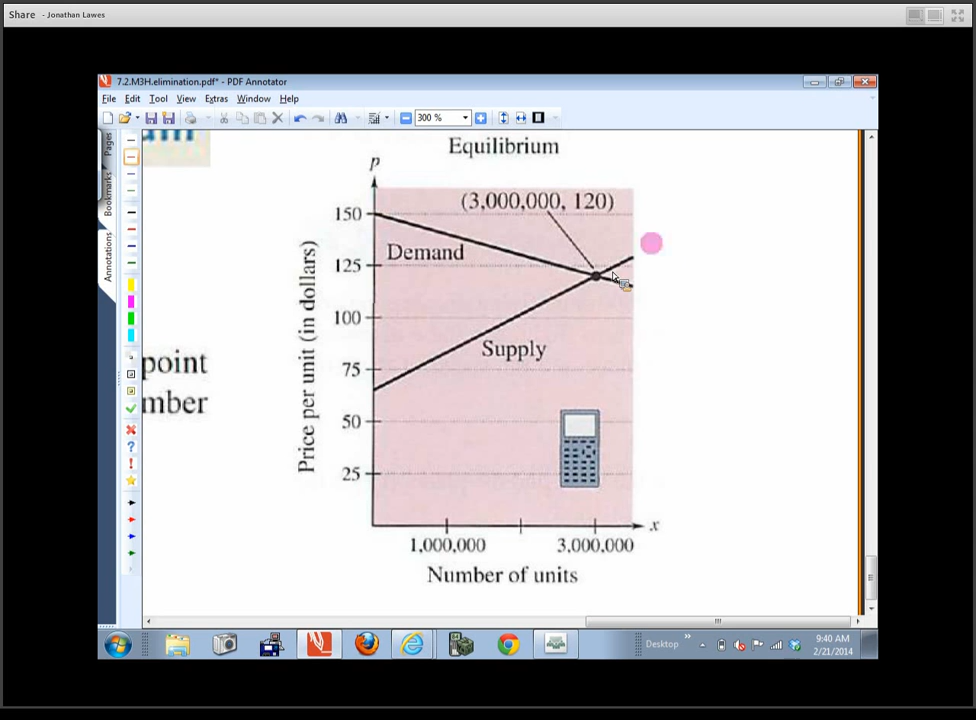 Share - Jonathan Lawes
7.2.M3H.elimination.pdf* - PDF Annotator
File Edit Tool View Extras Window Help
300 %
Pages
Bookmarks
Annotations
Equilibrium
p
(3,000,000, 120)
150
Demand
125
100
Supply
75
50
25
Price per unit (in dollars)
x
1,000,000 3,000,000
Number of units
point
mber
Desktop
9:40 AM
2/21/2014